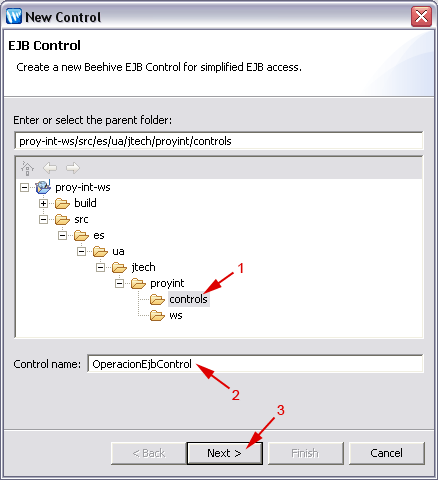 New Control
EJB Control
Create a new Beehive EJB Control for simplified EJB access.
Enter or select the parent folder:
proy-int-ws/src/es/ua/jtech/proyint/controls
proy-int-ws
build
src
es
ua
jtech
1
proyint
controls
ws
Control name: OperacionEjbControl
2
3
< Back Next > Finish Cancel